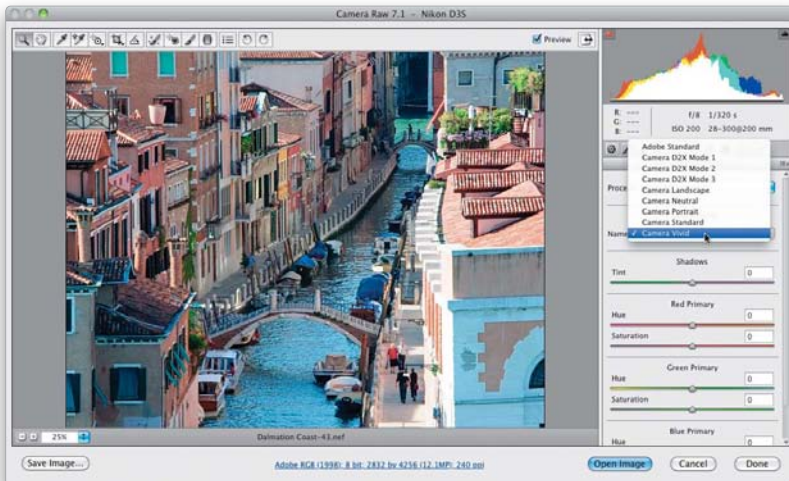 Camera Raw 7.1 – Nikon D3S
Preview
R: ---
G: ---
B: ---
f/8 1/320 s
ISO 200 28-300@200 mm
Adobe Standard
Camera D2X Mode 1
Camera D2X Mode 2
Camera D2X Mode 3
Camera Landscape
Camera Neutral
Camera Portrait
Camera Standard
✓ Camera Vivid
Shadows
Tint 0
Red Primary
Hue 0
Saturation 0
Green Primary
Hue 0
Saturation 0
Blue Primary
Hue 0
25%
Dalmation Coast-43.nef
Save Image...
Adobe RGB (1998); 8 bit; 2832 by 4256 (12.1MP); 240 ppi
Open Image
Cancel
Done